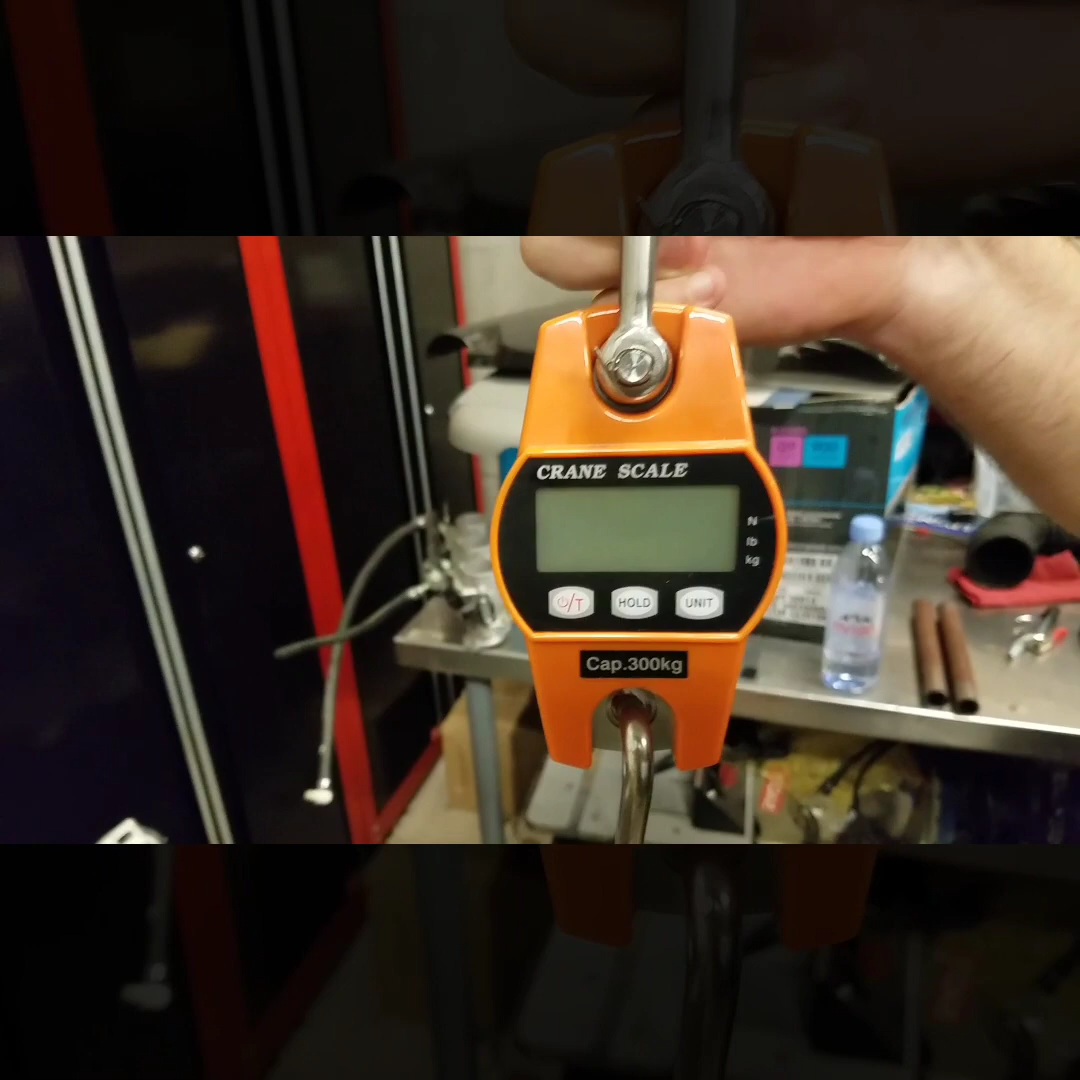 CRANE SCALE
N
lb
kg
⏻/T
HOLD
UNIT
Cap.300kg